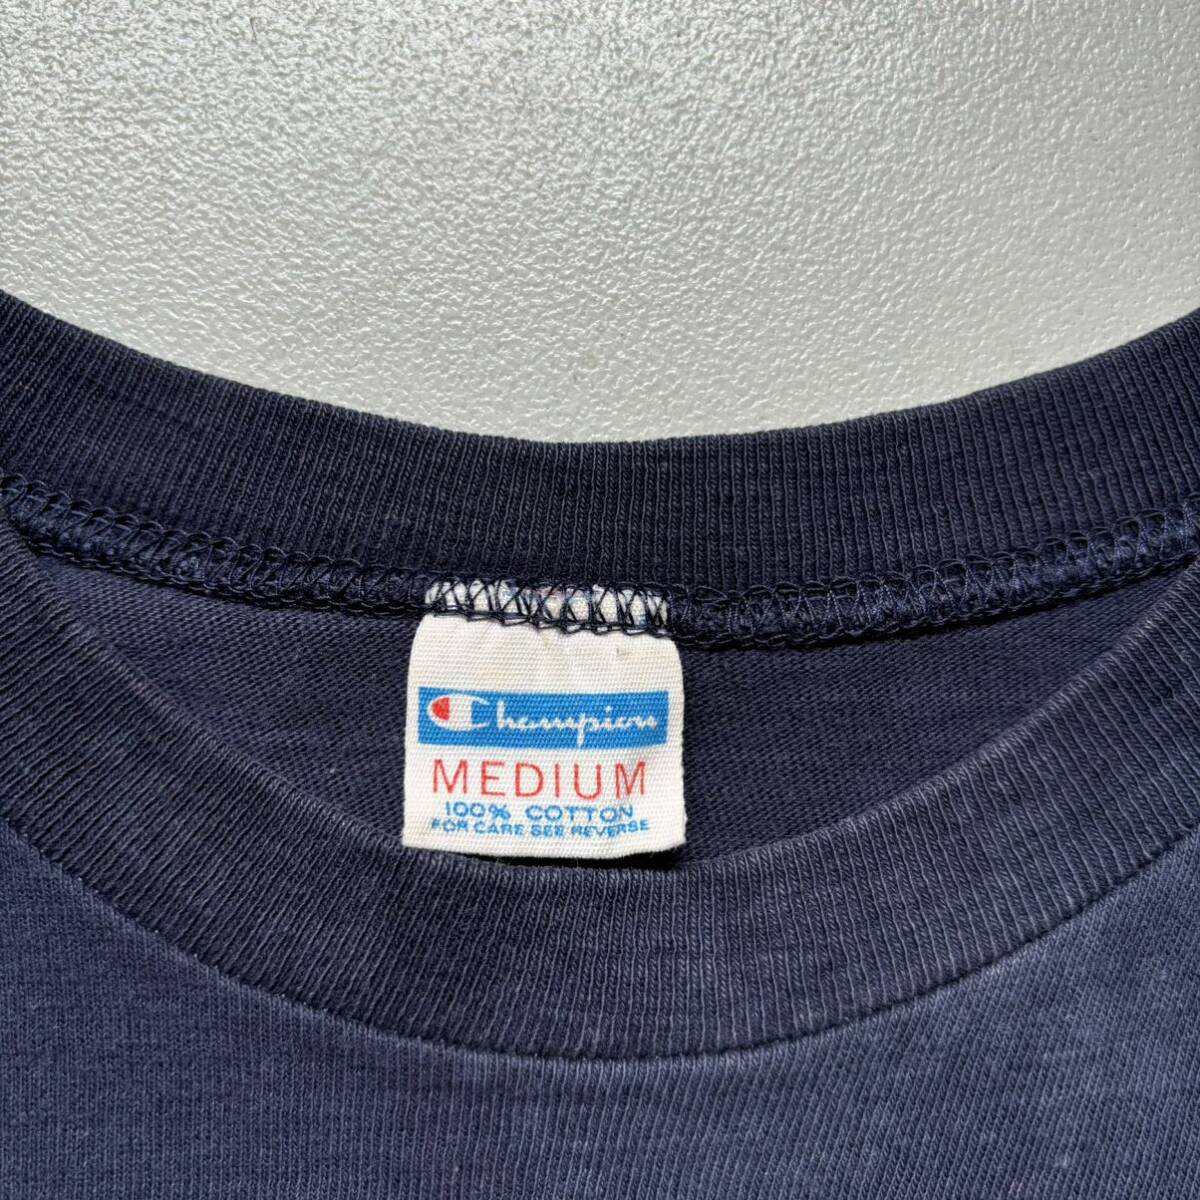 Champion
MEDIUM
100% COTTON
FOR CARE SEE REVERSE